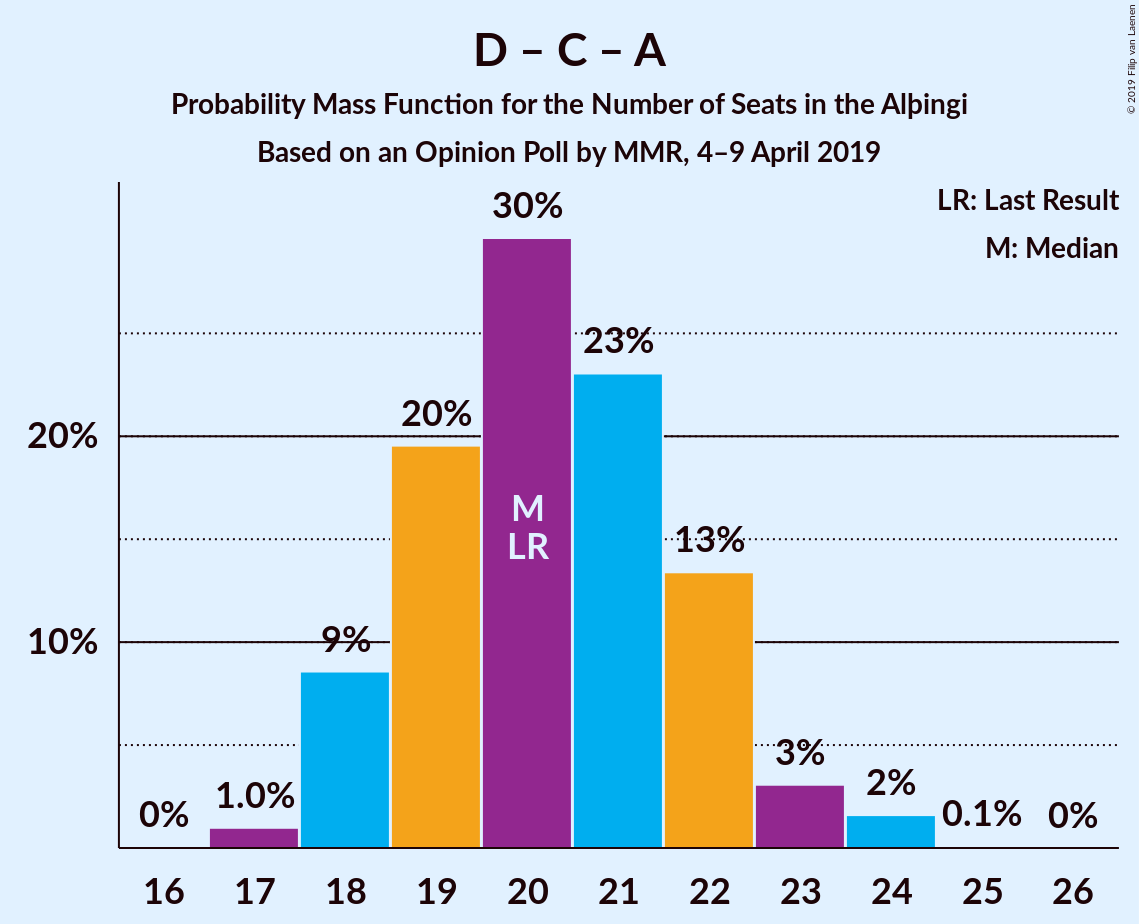 D – C – A
Probability Mass Function for the Number of Seats in the Alþingi
Based on an Opinion Poll by MMR, 4–9 April 2019
© 2019 Filip van Laenen
LR: Last Result
M: Median
30%
23%
20%
20%
M
LR
13%
10%
9%
3%
2%
1.0%
0%
0.1%
0%
16 17 18 19 20 21 22 23 24 25 26